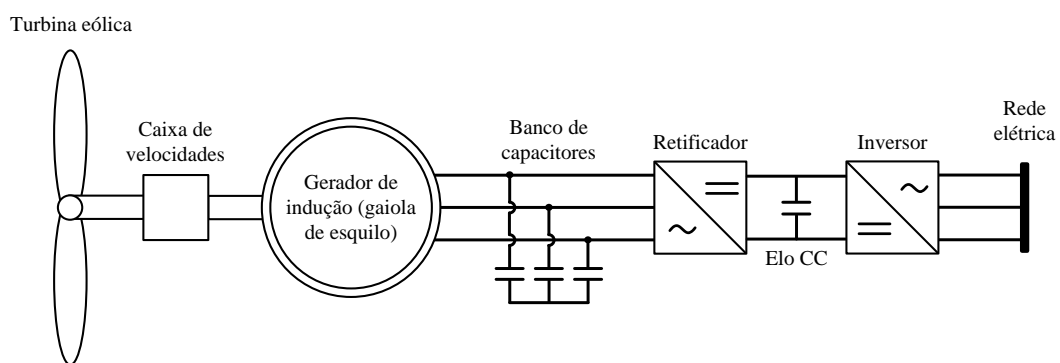 Turbina eólica
Caixa de
velocidades
Gerador de
indução (gaiola
de esquilo)
Banco de
capacitores
Retificador
Elo CC
Inversor
Rede
elétrica